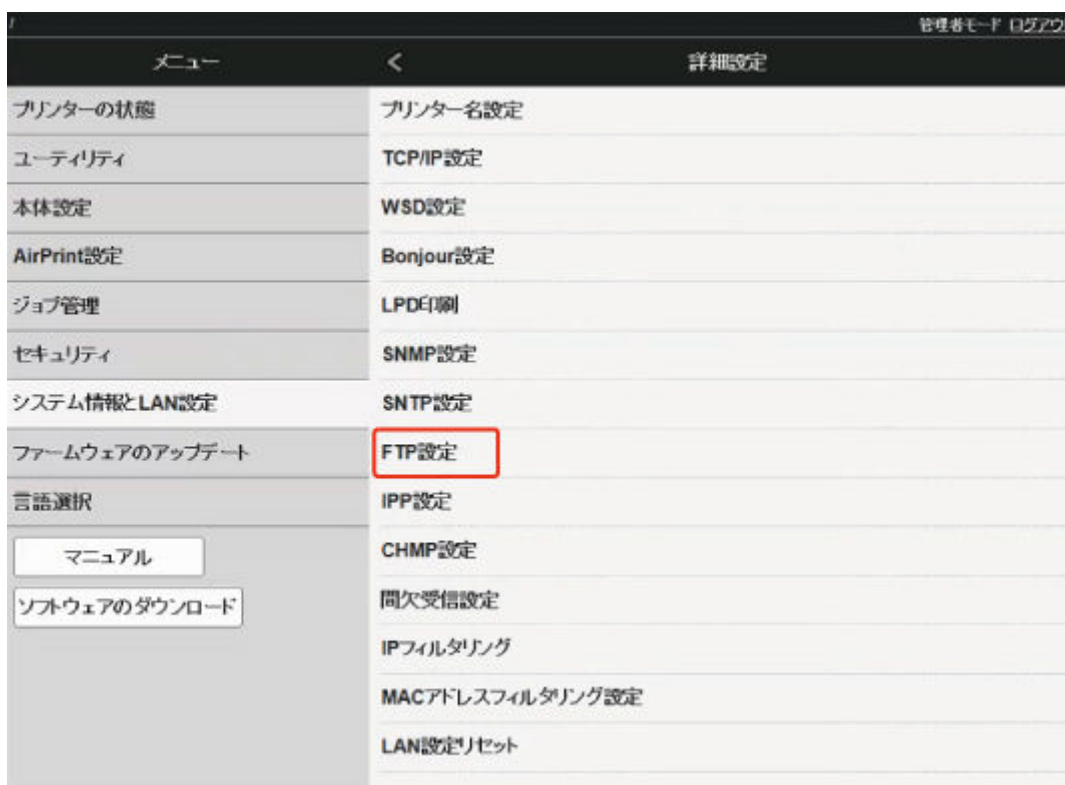 管理者モード ログアウ
メニュー
詳細設定
プリンターの状態
ユーティリティ
本体設定
AirPrint設定
ジョブ管理
セキュリティ
システム情報とLAN設定
ファームウェアのアップデート
言語選択
マニュアル
ソフトウェアのダウンロード
プリンター名設定
TCP/IP設定
WSD設定
Bonjour設定
LPD印刷
SNMP設定
SNTP設定
FTP設定
IPP設定
CHMP設定
間欠受信設定
IPフィルタリング
MACアドレスフィルタリング設定
LAN設定リセット